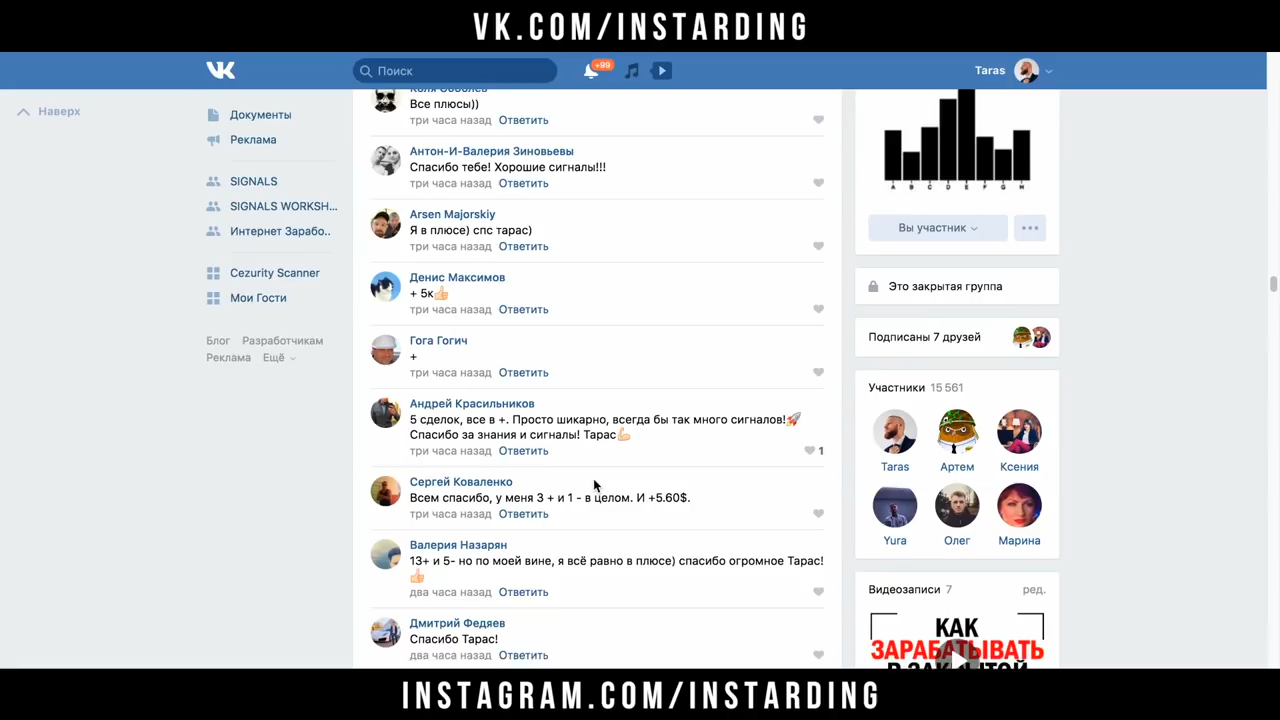 VK.COM/INSTARDING
Поиск
+99
Taras
Наверх
Документы
Реклама
SIGNALS
SIGNALS WORKSH...
Интернет Зарабо..
Cezurity Scanner
Мои Гости
Блог Разработчикам
Реклама Ещё
Коля Соболев
Все плюсы))
три часа назад Ответить
Антон-И-Валерия Зиновьевы
Спасибо тебе! Хорошие сигналы!!!
три часа назад Ответить
Arsen Majorskiy
Я в плюсе) спс тарас)
три часа назад Ответить
Денис Максимов
+ 5к👍
три часа назад Ответить
Гога Гогич
+
три часа назад Ответить
Андрей Красильников
5 сделок, все в +. Просто шикарно, всегда бы так много сигналов!🚀
Спасибо за знания и сигналы! Тарас💪
три часа назад Ответить
1
Сергей Коваленко
Всем спасибо, у меня 3 + и 1 - в целом. И +5.60$.
три часа назад Ответить
Валерия Назарян
13+ и 5- но по моей вине, я всё равно в плюсе) спасибо огромное Тарас!
👍
два часа назад Ответить
Дмитрий Федяев
Спасибо Тарас!
два часа назад Ответить
A B C D E F G H
Вы участник
Это закрытая группа
Подписаны 7 друзей
Участники 15 561
Taras Артем Ксения
Yura Олег Марина
Видеозаписи 7 ред.
КАК
ЗАРАБАТЫВАТЬ
В ЗАКРЫТОЙ
INSTAGRAM.COM/INSTARDING